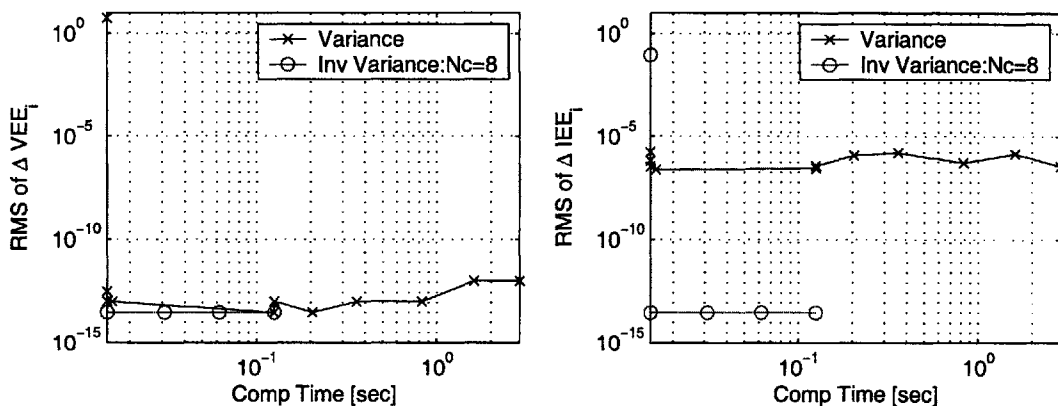 10^0
10^-5
10^-10
10^-15
RMS of Δ VEE_i
Variance
Inv Variance:Nc=8
10^-1
10^0
Comp Time [sec]
10^0
10^-5
10^-10
10^-15
RMS of Δ IEE_i
Variance
Inv Variance:Nc=8
10^-1
10^0
Comp Time [sec]